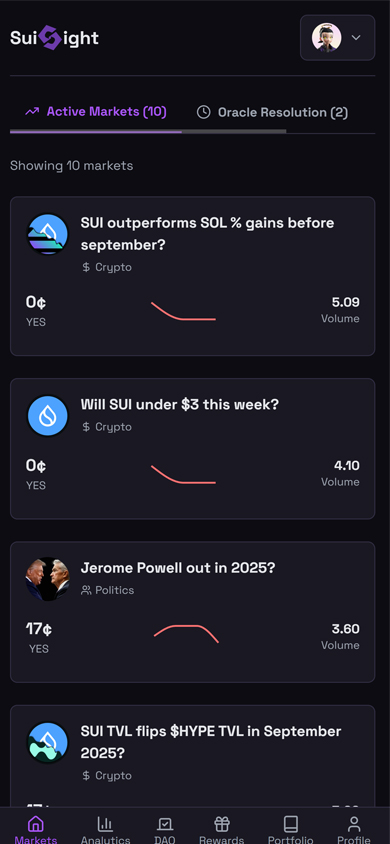 SuiSight
Active Markets (10)
Oracle Resolution (2)
Showing 10 markets
SUI outperforms SOL % gains before
september?
$ Crypto
0¢
5.09
YES
Volume
Will SUI under $3 this week?
$ Crypto
0¢
4.10
YES
Volume
Jerome Powell out in 2025?
Politics
17¢
3.60
YES
Volume
SUI TVL flips $HYPE TVL in September
2025?
$ Crypto
Markets
Analytics
DAO
Rewards
Portfolio
Profile